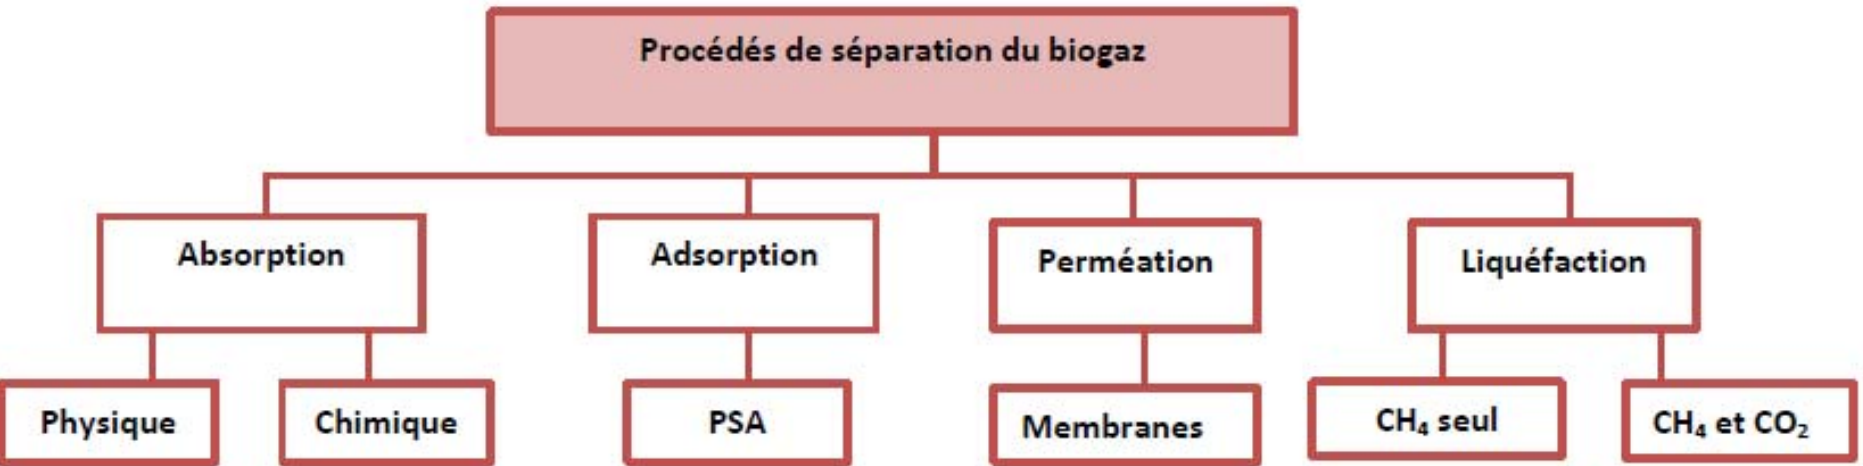 Procédés de séparation du biogaz
Absorption
Adsorption
Perméation
Liquéfaction
Physique
Chimique
PSA
Membranes
CH₄ seul
CH₄ et CO₂